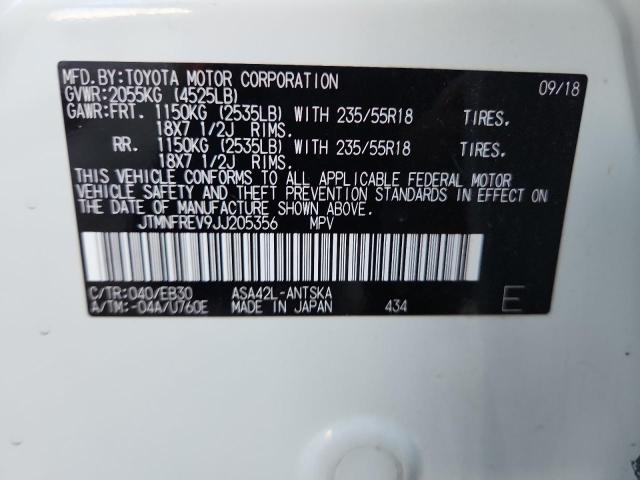 MFD.BY:TOYOTA MOTOR CORPORATION 09/18
GVWR:2055KG (4525LB)
GAWR:FRT. 1150KG (2535LB) WITH 235/55R18 TIRES.
18X7 1/2J RIMS.
RR. 1150KG (2535LB) WITH 235/55R18 TIRES.
18X7 1/2J RIMS.
THIS VEHICLE CONFORMS TO ALL APPLICABLE FEDERAL MOTOR
VEHICLE SAFETY AND THEFT PREVENTION STANDARDS IN EFFECT ON
THE DATE OF MANUFACTURE SHOWN ABOVE.
JTMNFREV9JJ205356 MPV
C/TR:040/EB30 ASA42L-ANTSKA
A/TM:-04A/U760E MADE IN JAPAN 434 E